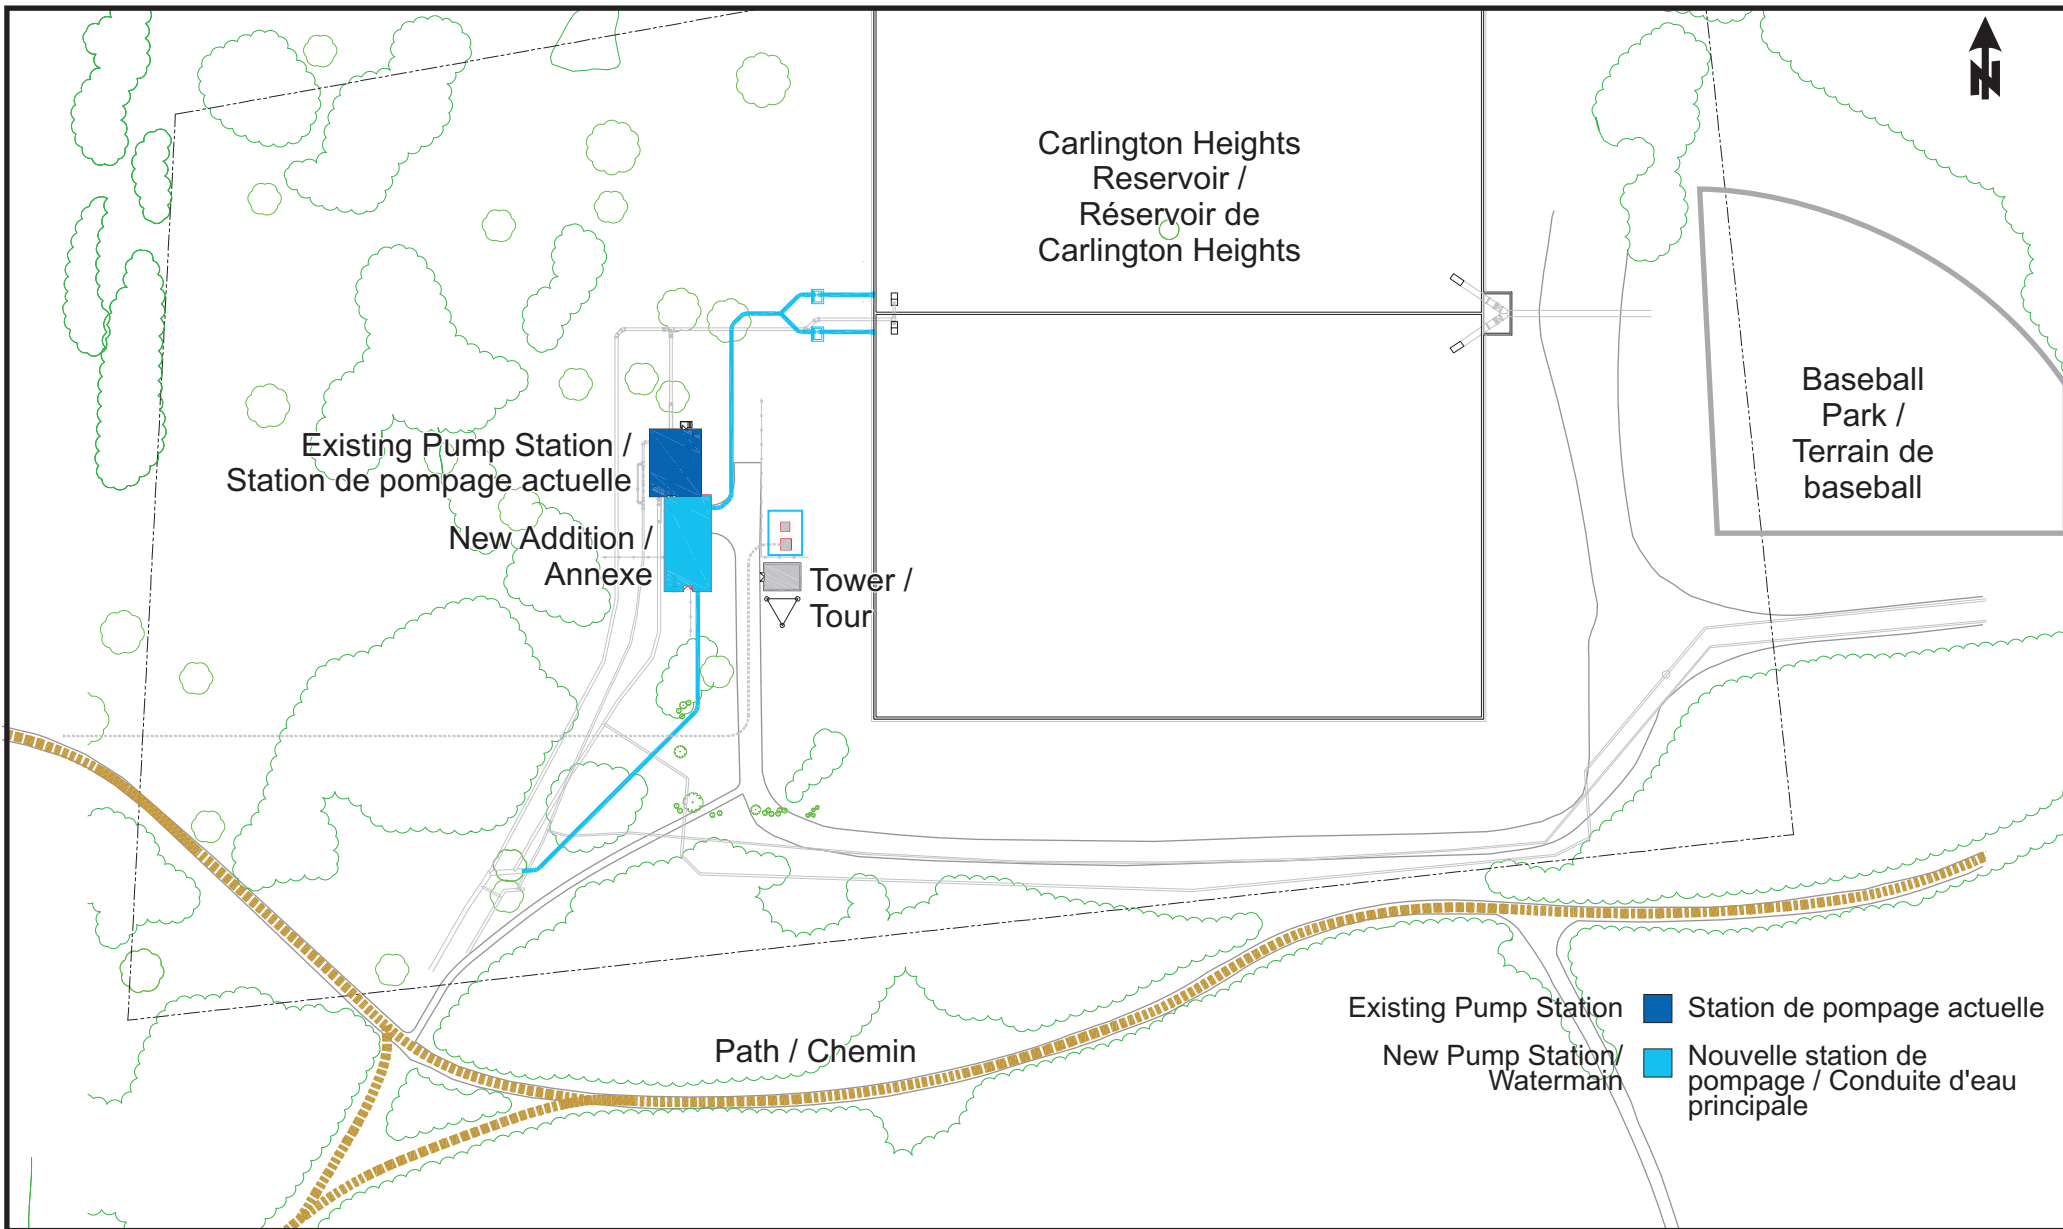 N
Carlington Heights
Reservoir /
Réservoir de
Carlington Heights
Baseball
Park /
Terrain de
baseball
Existing Pump Station /
Station de pompage actuelle
New Addition /
Annexe
Tower /
Tour
Path / Chemin
Existing Pump Station
Station de pompage actuelle
New Pump Station/
Watermain
Nouvelle station de
pompage / Conduite d'eau
principale